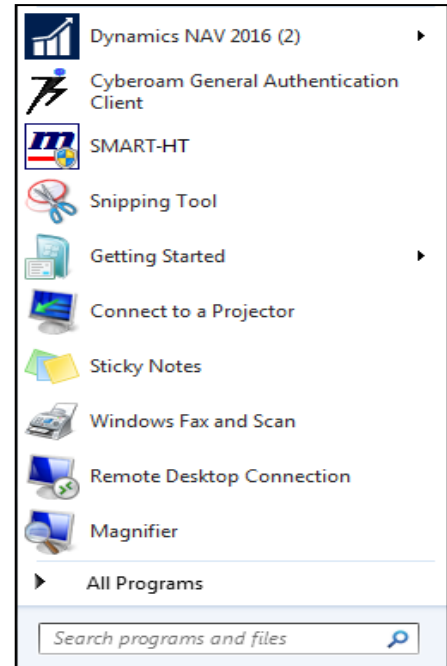 Dynamics NAV 2016 (2)
Cyberoam General Authentication
Client
SMART-HT
Snipping Tool
Getting Started
Connect to a Projector
Sticky Notes
Windows Fax and Scan
Remote Desktop Connection
Magnifier
All Programs
Search programs and files